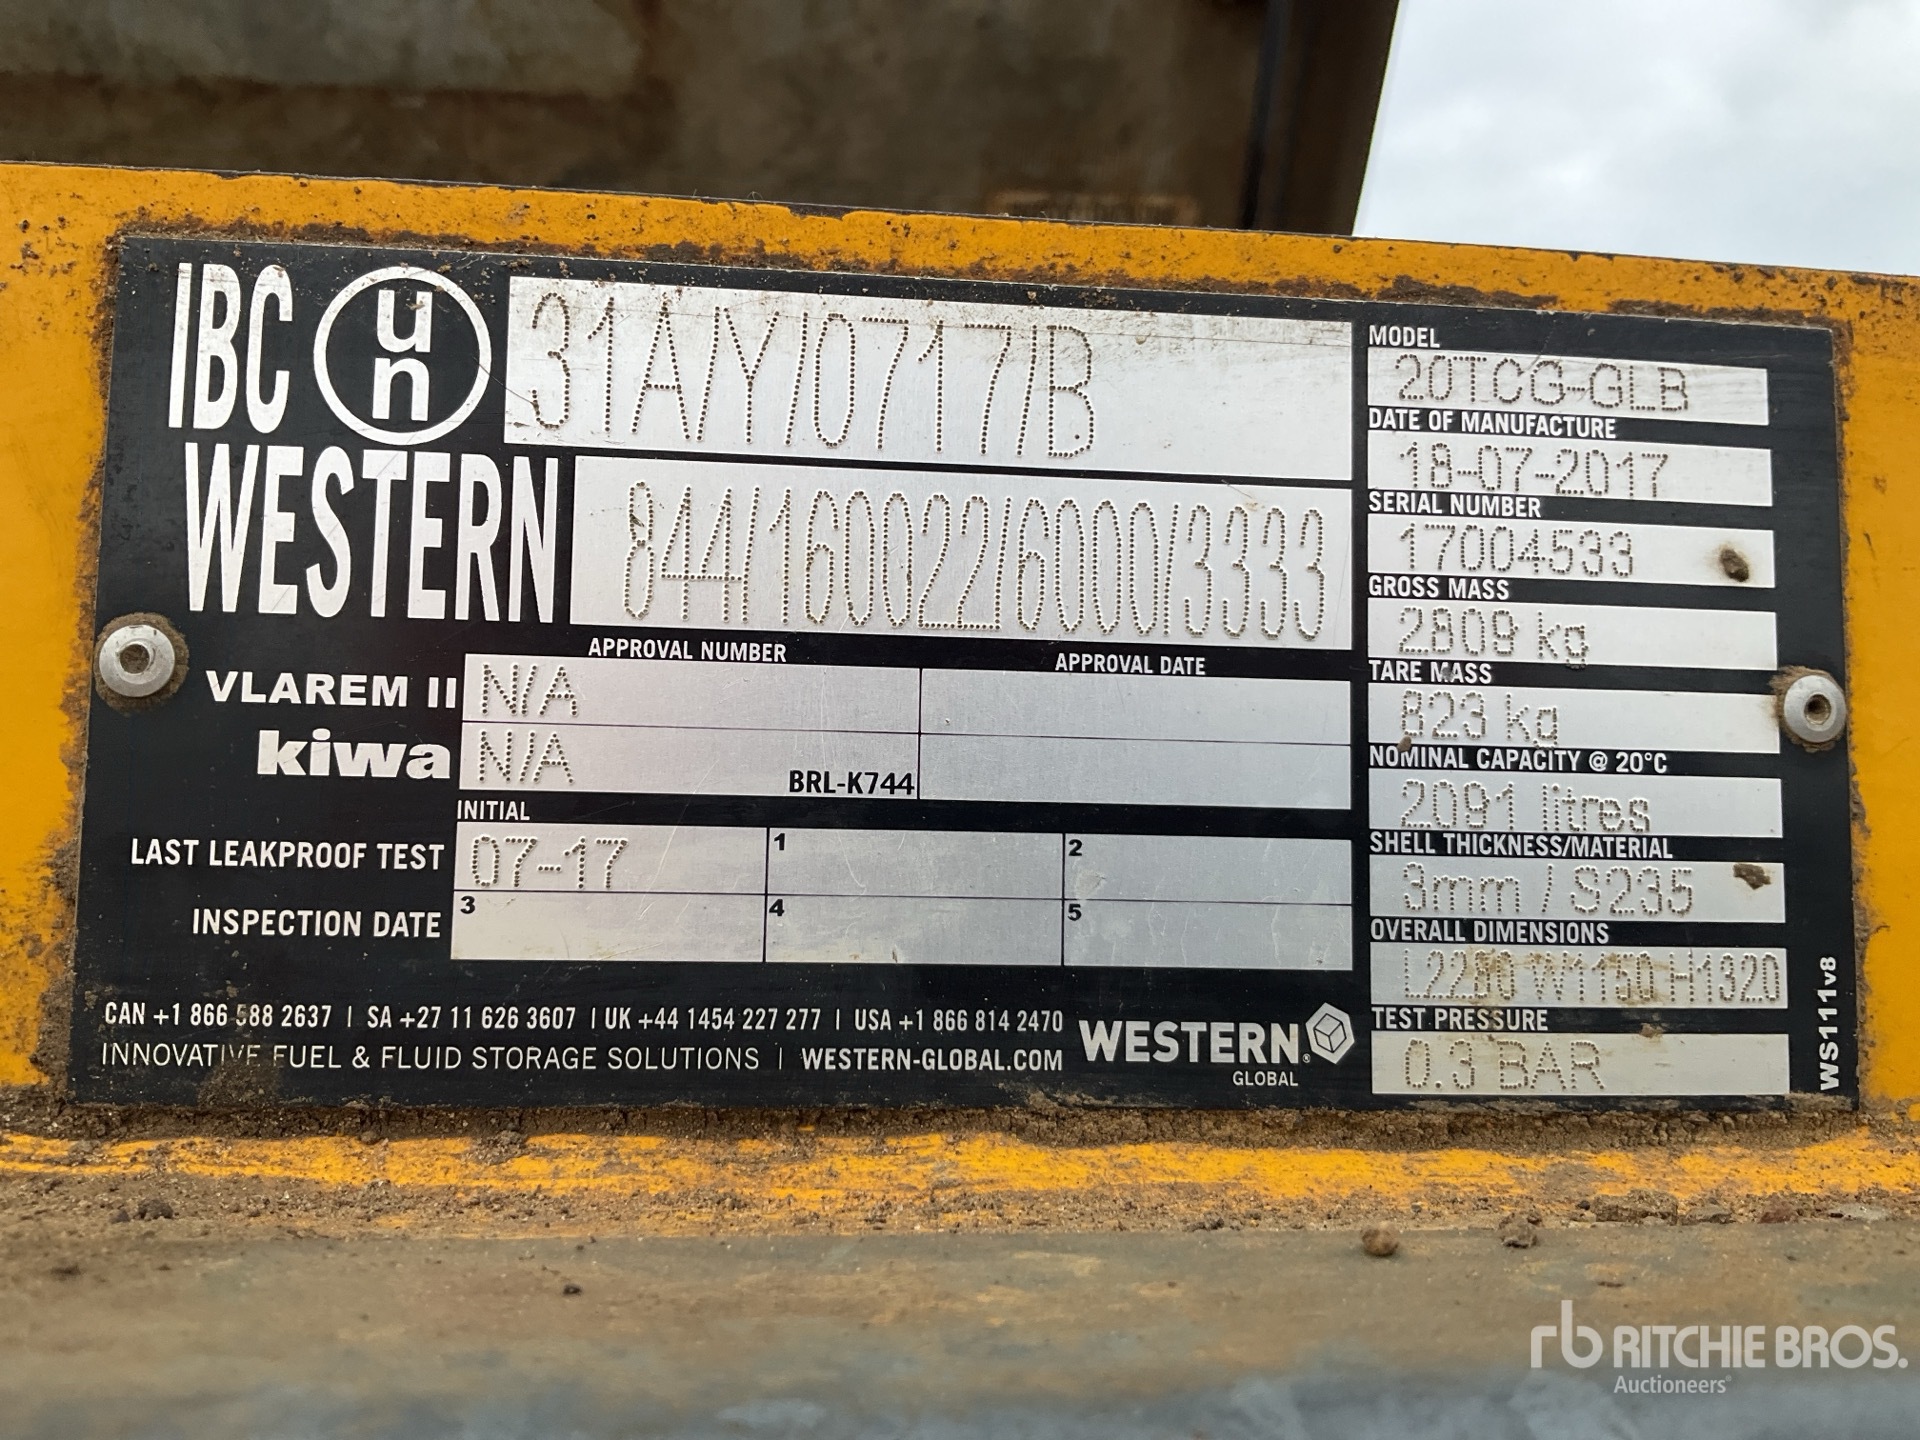 IBC un 31A/Y/0717/B
WESTERN 844/160022/6000/3333
APPROVAL NUMBER APPROVAL DATE
VLAREM II N/A
kiwa N/A BRL-K744
INITIAL
LAST LEAKPROOF TEST 07-17 1 2
INSPECTION DATE 3 4 5
CAN +1 866 588 2637 | SA +27 11 626 3607 | UK +44 1454 227 277 | USA +1 866 814 2470
INNOVATIVE FUEL & FLUID STORAGE SOLUTIONS | WESTERN-GLOBAL.COM
WESTERN®
GLOBAL
MODEL
20TCG-GLB
DATE OF MANUFACTURE
18-07-2017
SERIAL NUMBER
17004533
GROSS MASS
2809 kg
TARE MASS
823 kg
NOMINAL CAPACITY @ 20°C
2091 litres
SHELL THICKNESS/MATERIAL
3mm / S235
OVERALL DIMENSIONS
L2280 W1150 H1320
TEST PRESSURE
0.3 BAR
WS111v8
rb RITCHIE BROS.
Auctioneers